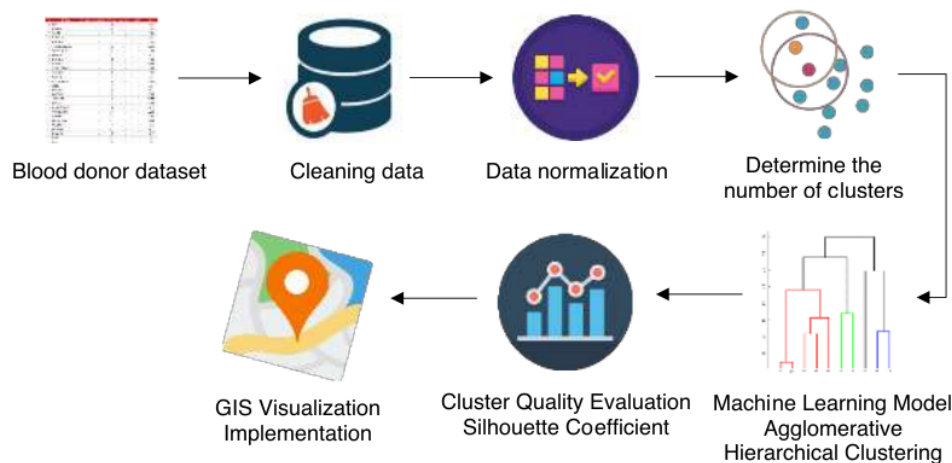 Blood donor dataset
Cleaning data
Data normalization
Determine the
number of clusters
GIS Visualization
Implementation
Cluster Quality Evaluation
Silhouette Coefficient
Machine Learning Model
Agglomerative
Hierarchical Clustering